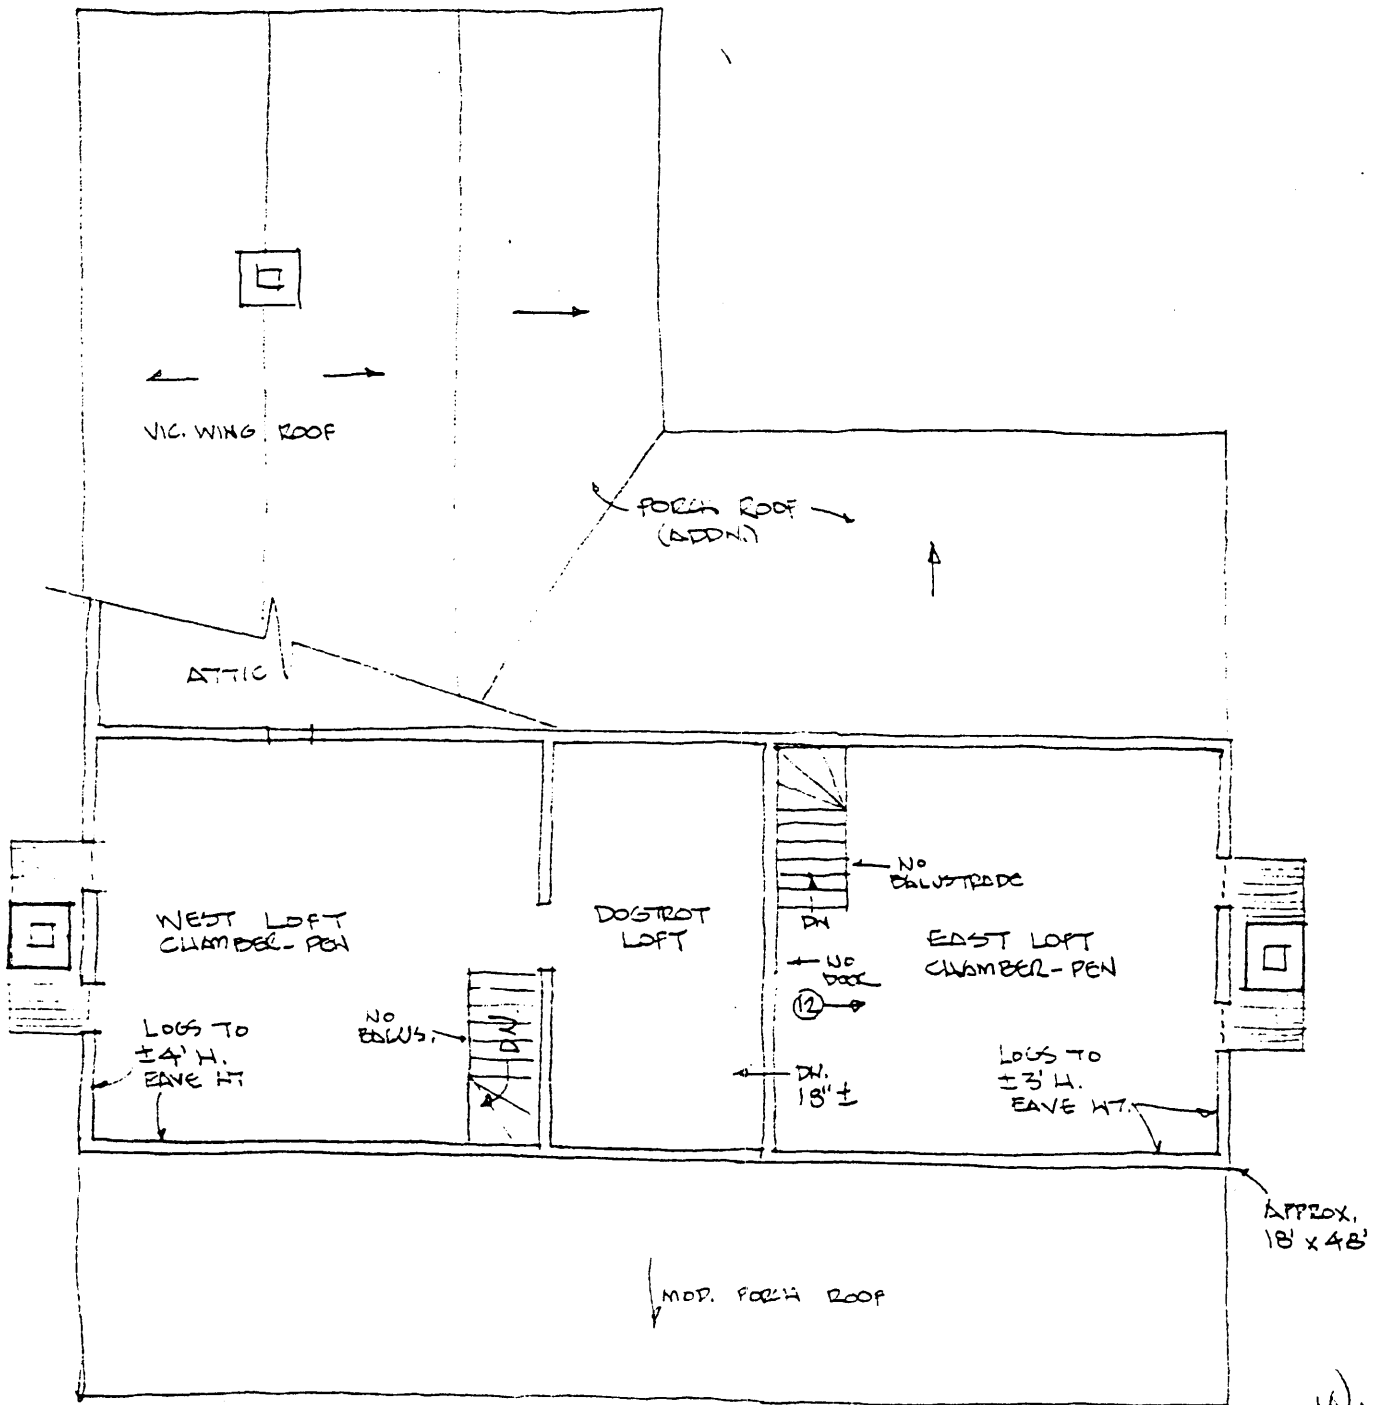 VIC. WING ROOF
PORCH ROOF
(ADDN.)
ATTIC
NO
BALUSTRADE
DN
WEST LOFT
CHAMBER-PEN
DOGTROT
LOFT
EAST LOFT
CHAMBER-PEN
NO
DOOR
12
LOGS TO
±4' H.
EAVE HT
NO
BALUS.
DN
DN.
18" ±
LOGS TO
±3' H.
EAVE HT.
APPROX.
18' x 48'
MOD. PORCH ROOF